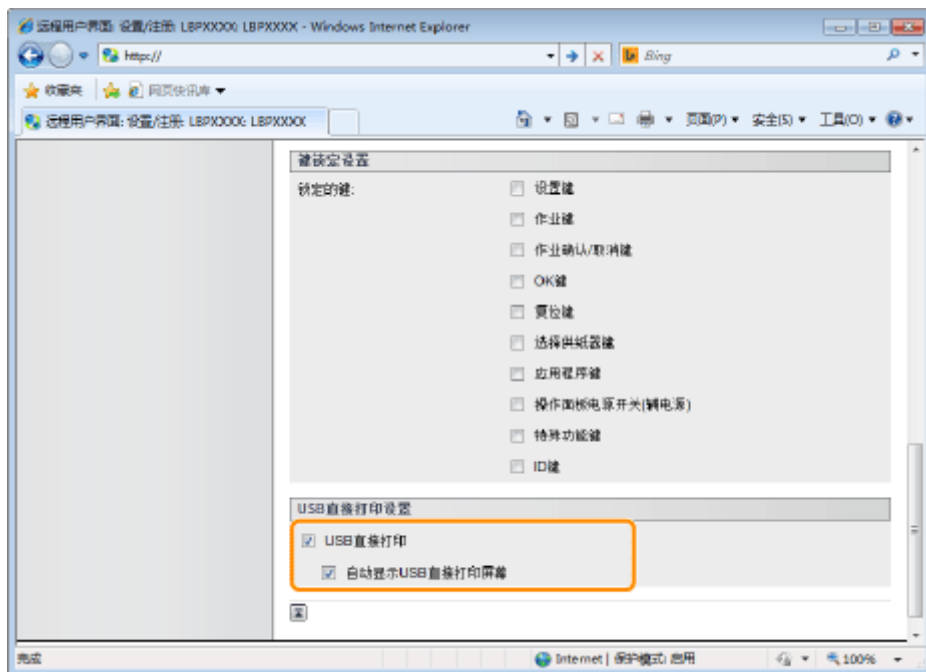 远程用户界面: 设置/注册: LBPXXXX: LBPXXXX - Windows Internet Explorer
http://
Bing
收藏夹 网页快讯库
远程用户界面: 设置/注册: LBPXXXX: LBPXXXX
页面(P) 安全(S) 工具(O)
键锁定设置
锁定的键:
设置键
作业键
作业确认/取消键
OK键
复位键
选择供纸器键
应用程序键
操作面板电源开关(辅电源)
特殊功能键
ID键
USB直接打印设置
USB直接打印
自动显示USB直接打印屏幕
完成 Internet | 保护模式: 启用 100%